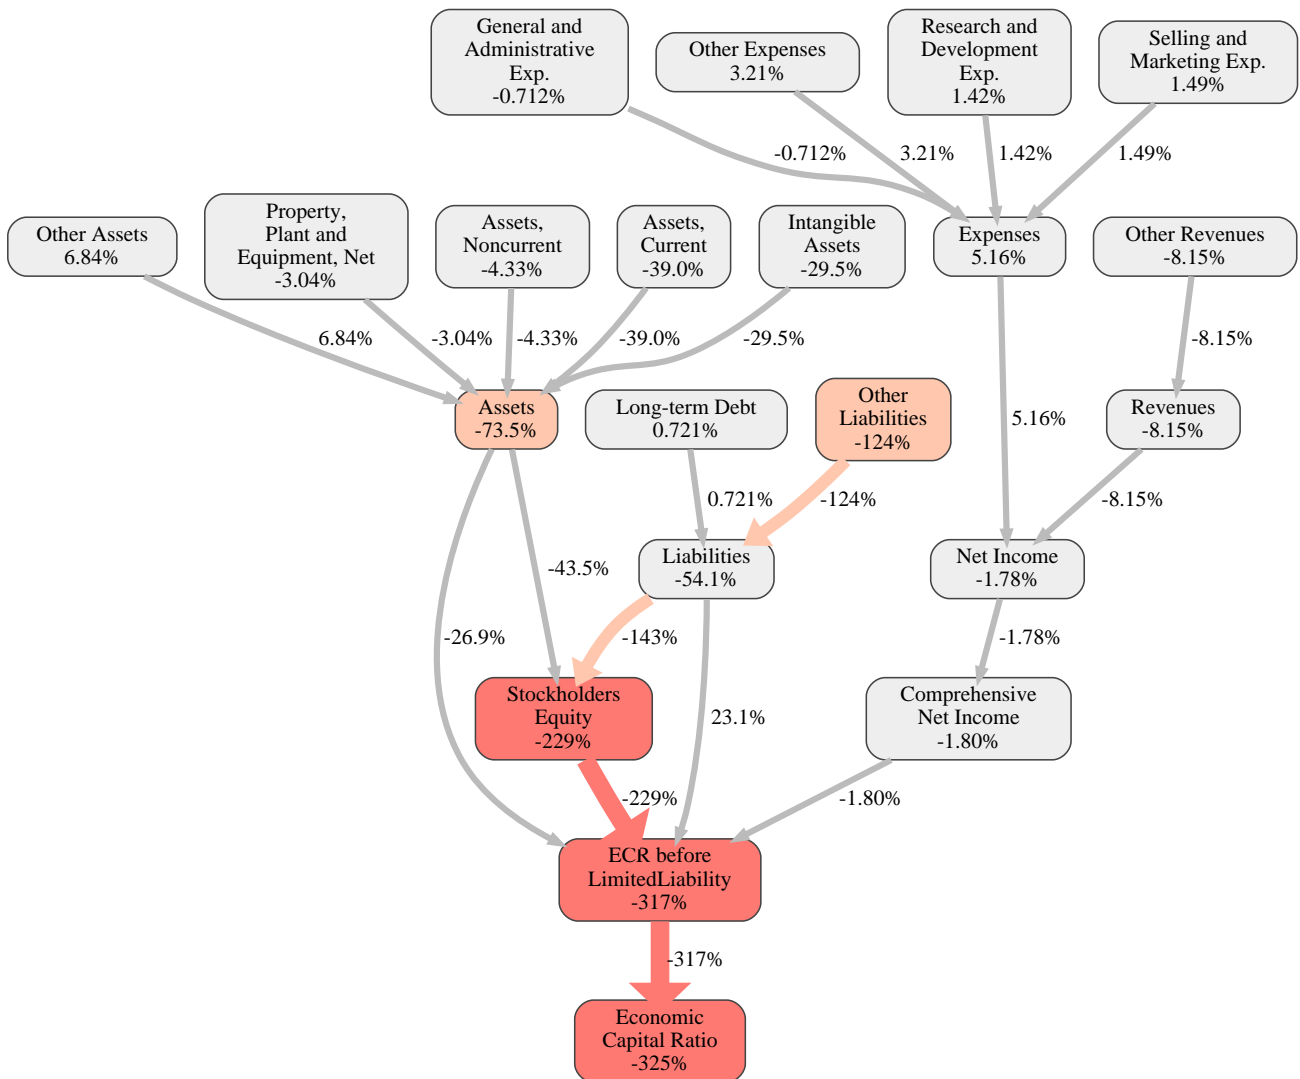 General and
Administrative
Exp.
-0.712%
Other Expenses
3.21%
Research and
Development
Exp.
1.42%
Selling and
Marketing Exp.
1.49%
-0.712%
3.21%
1.42%
1.49%
Other Assets
6.84%
Property,
Plant and
Equipment, Net
-3.04%
Assets,
Noncurrent
-4.33%
Assets,
Current
-39.0%
Intangible
Assets
-29.5%
Expenses
5.16%
Other Revenues
-8.15%
6.84%
-3.04%
-4.33%
-39.0%
-29.5%
-8.15%
Assets
-73.5%
Long-term Debt
0.721%
Other
Liabilities
-124%
5.16%
Revenues
-8.15%
0.721%
-124%
-8.15%
-43.5%
Liabilities
-54.1%
Net Income
-1.78%
-26.9%
-143%
-1.78%
Stockholders
Equity
-229%
23.1%
Comprehensive
Net Income
-1.80%
-229%
-1.80%
ECR before
LimitedLiability
-317%
-317%
Economic
Capital Ratio
-325%